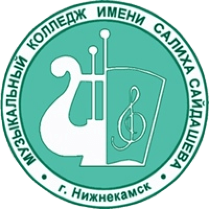 МУЗЫКАЛЬНЫЙ КОЛЛЕДЖ ИМЕНИ САЛИХА САЙДАШЕВА
• г. Нижнекамск •